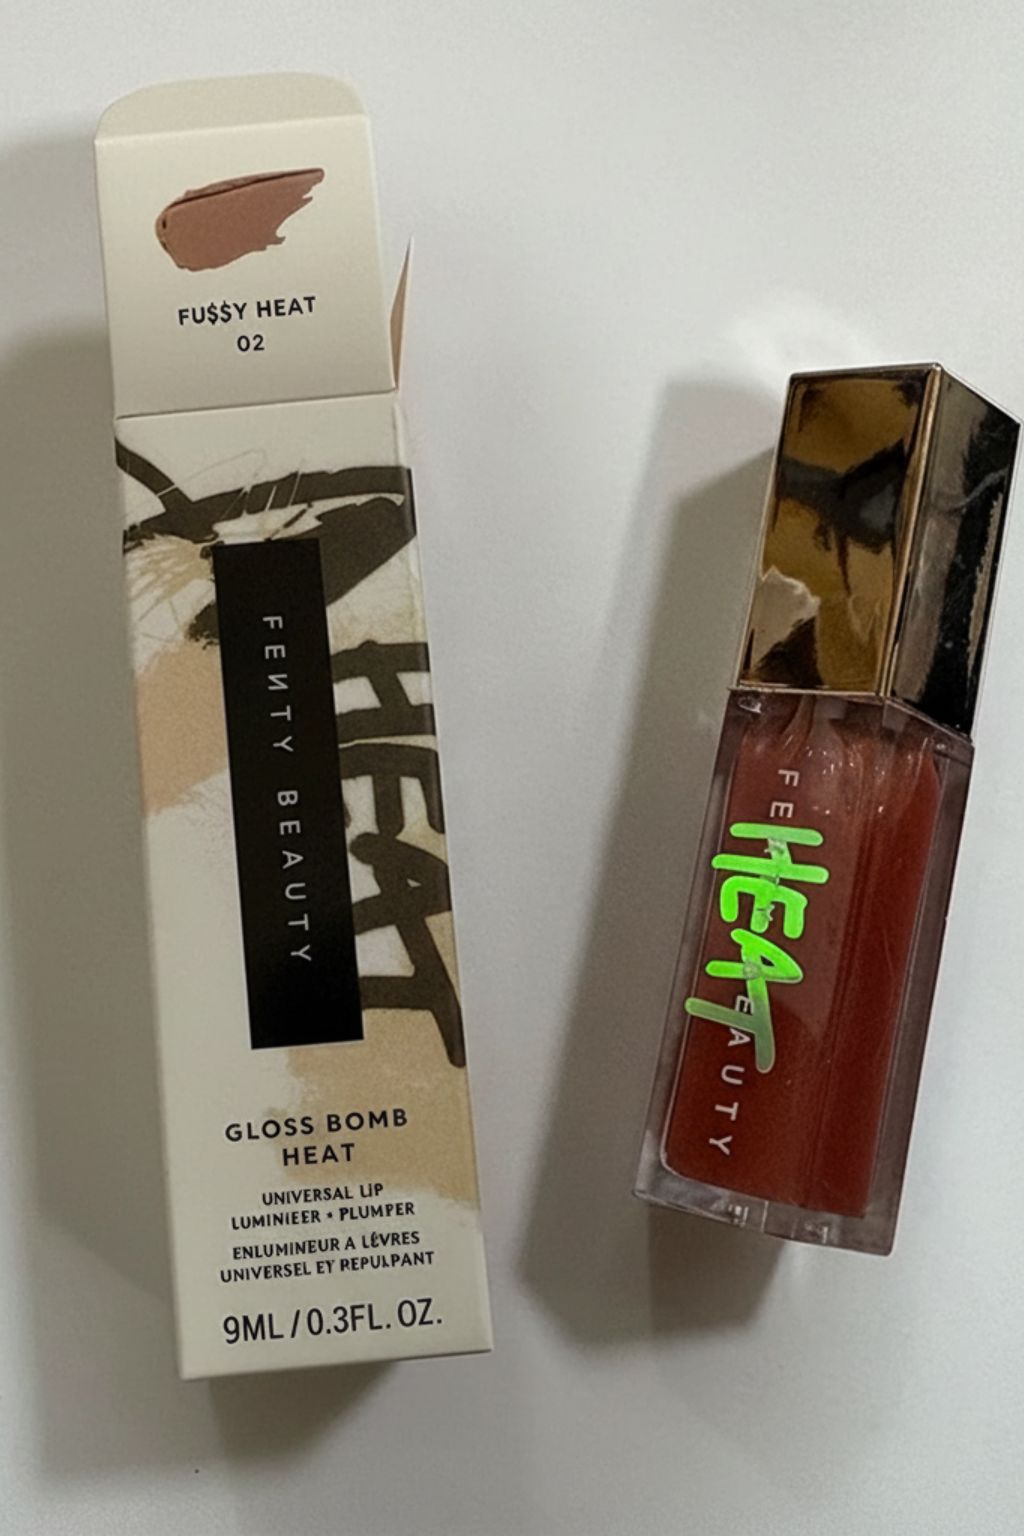 FU$$Y HEAT
02
FENTY BEAUTY
HEAT
GLOSS BOMB
HEAT
UNIVERSAL LIP
LUMINIEER • PLUMPER
ENLUMINEUR A LÊVRES
UNIVERSEL EY REPULPANT
9ML / 0.3FL. OZ.
FE
HEAT
EAUTY